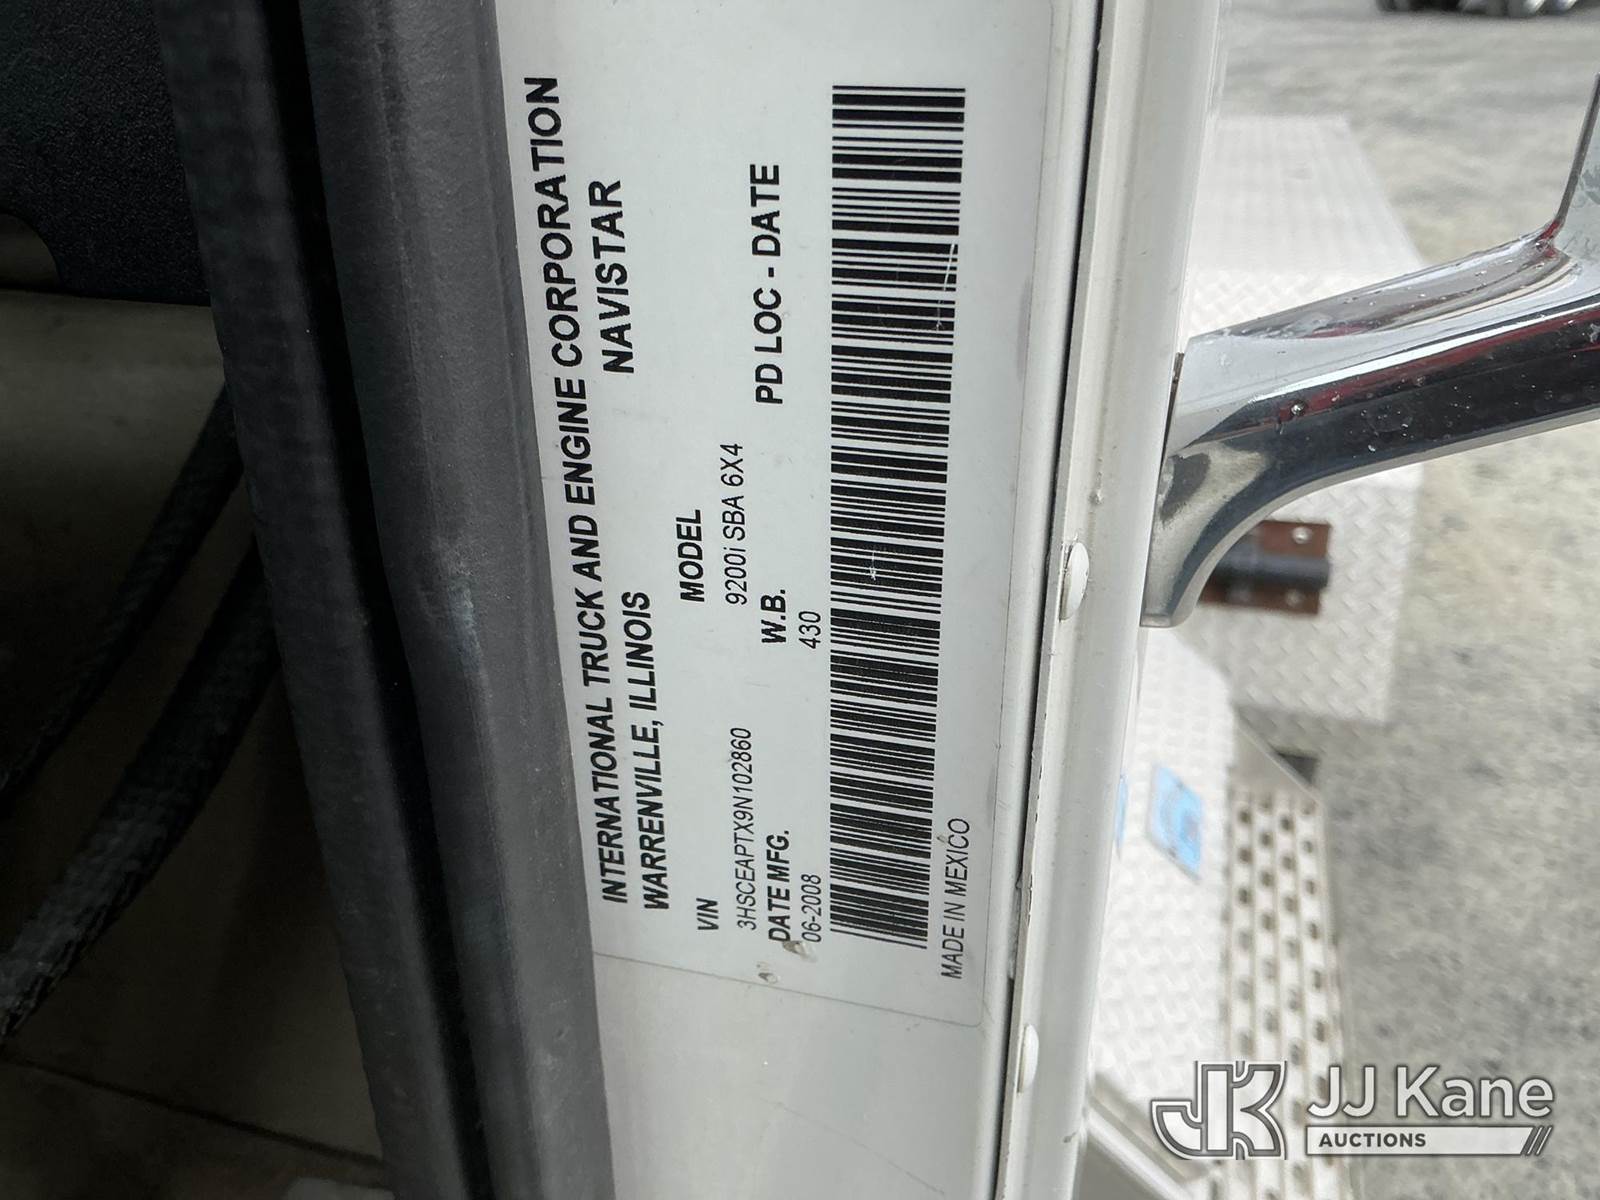 INTERNATIONAL TRUCK AND ENGINE CORPORATION
WARRENVILLE, ILLINOIS NAVISTAR
VIN MODEL
3HSCEAPTX9N102860 9200i SBA 6X4
DATE MFG. W.B. PD LOC - DATE
06-2008 430
MADE IN MEXICO
JK JJ Kane
AUCTIONS